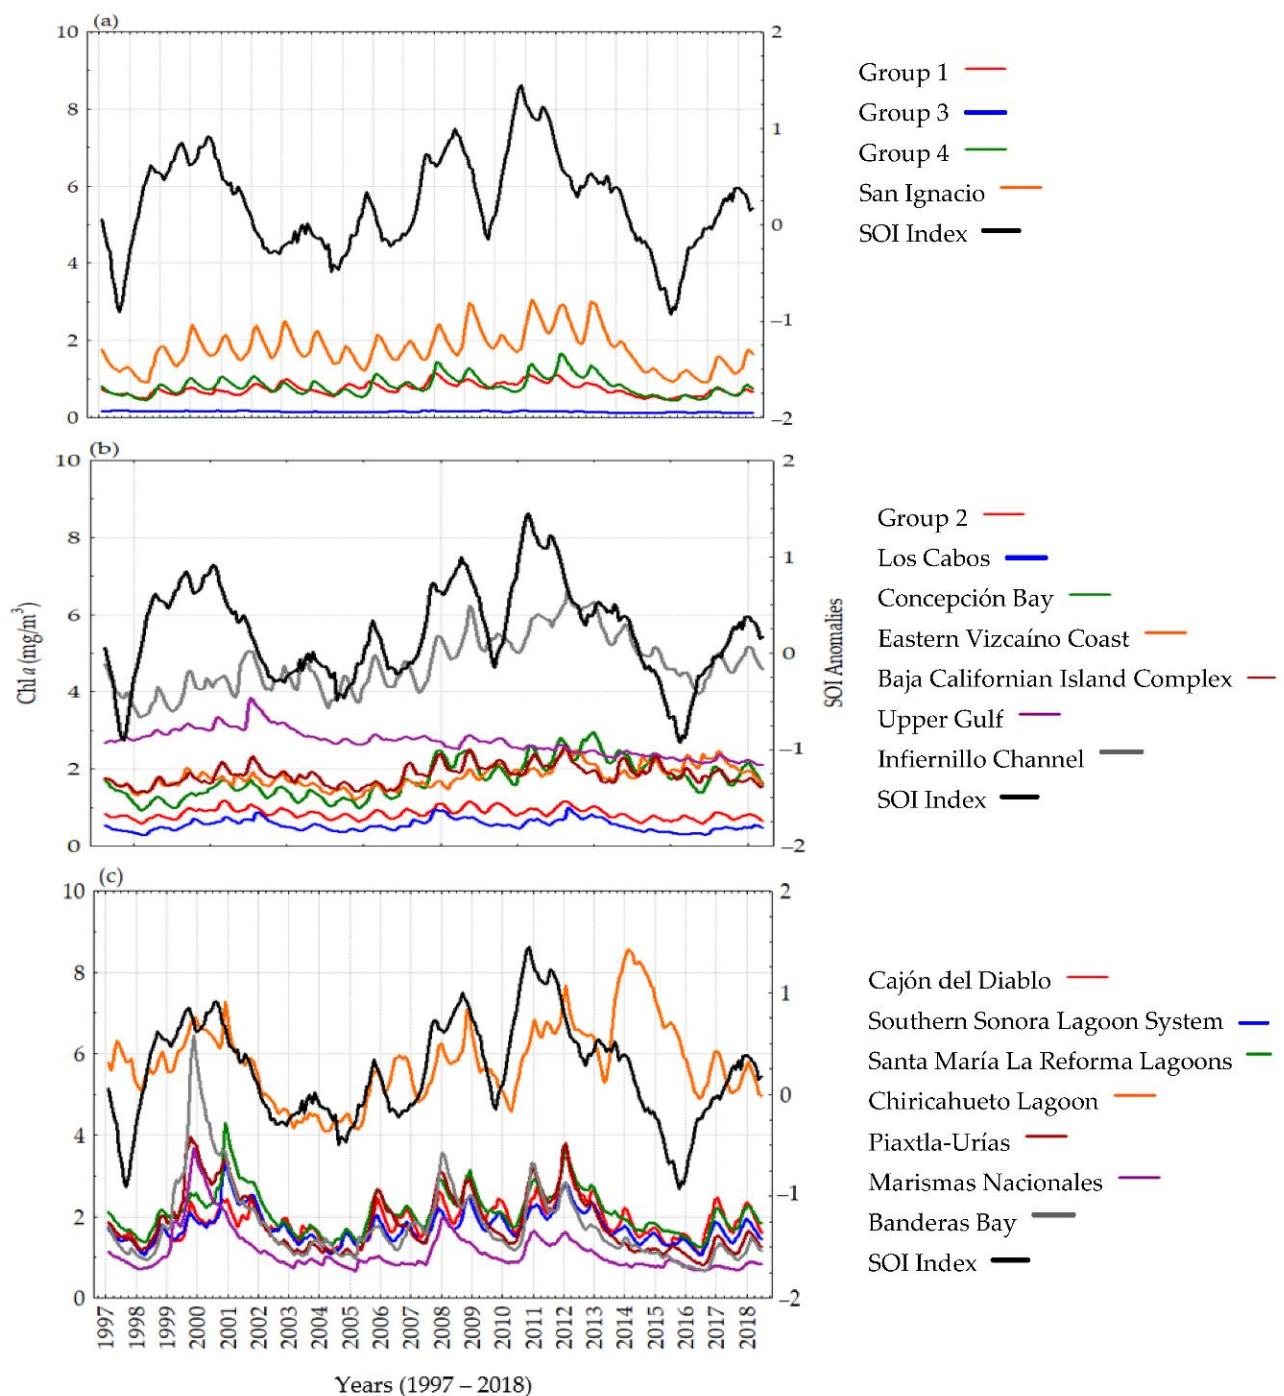 (a)
10
8
6
4
2
0
2
1
0
−1
−2
Group 1
Group 3
Group 4
San Ignacio
SOI Index
(b)
10
8
6
4
2
0
2
1
0
−1
−2
Chl a (mg/m³)
SOI Anomalies
Group 2
Los Cabos
Concepción Bay
Eastern Vizcaíno Coast
Baja Californian Island Complex
Upper Gulf
Infiernillo Channel
SOI Index
(c)
10
8
6
4
2
0
2
1
0
−1
−2
Cajón del Diablo
Southern Sonora Lagoon System
Santa María La Reforma Lagoons
Chiricahueto Lagoon
Piaxtla-Urías
Marismas Nacionales
Banderas Bay
SOI Index
1997 1998 1999 2000 2001 2002 2003 2004 2005 2006 2007 2008 2009 2010 2011 2012 2013 2014 2015 2016 2017 2018
Years (1997 – 2018)